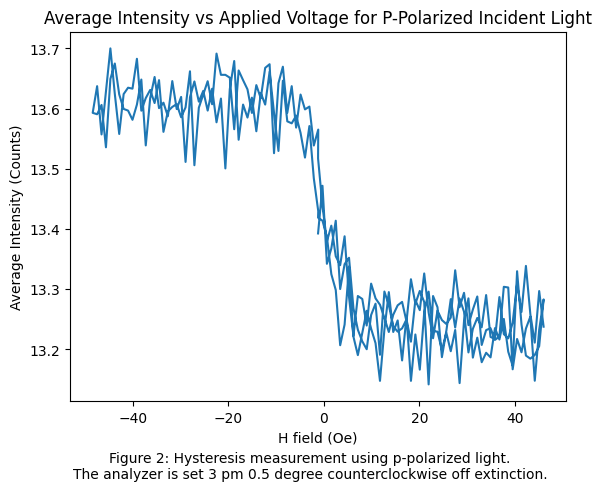 Average Intensity vs Applied Voltage for P-Polarized Incident Light
13.7
13.6
13.5
13.4
13.3
13.2
Average Intensity (Counts)
−40
−20
0
20
40
H field (Oe)
Figure 2: Hysteresis measurement using p-polarized light.
The analyzer is set 3 pm 0.5 degree counterclockwise off extinction.